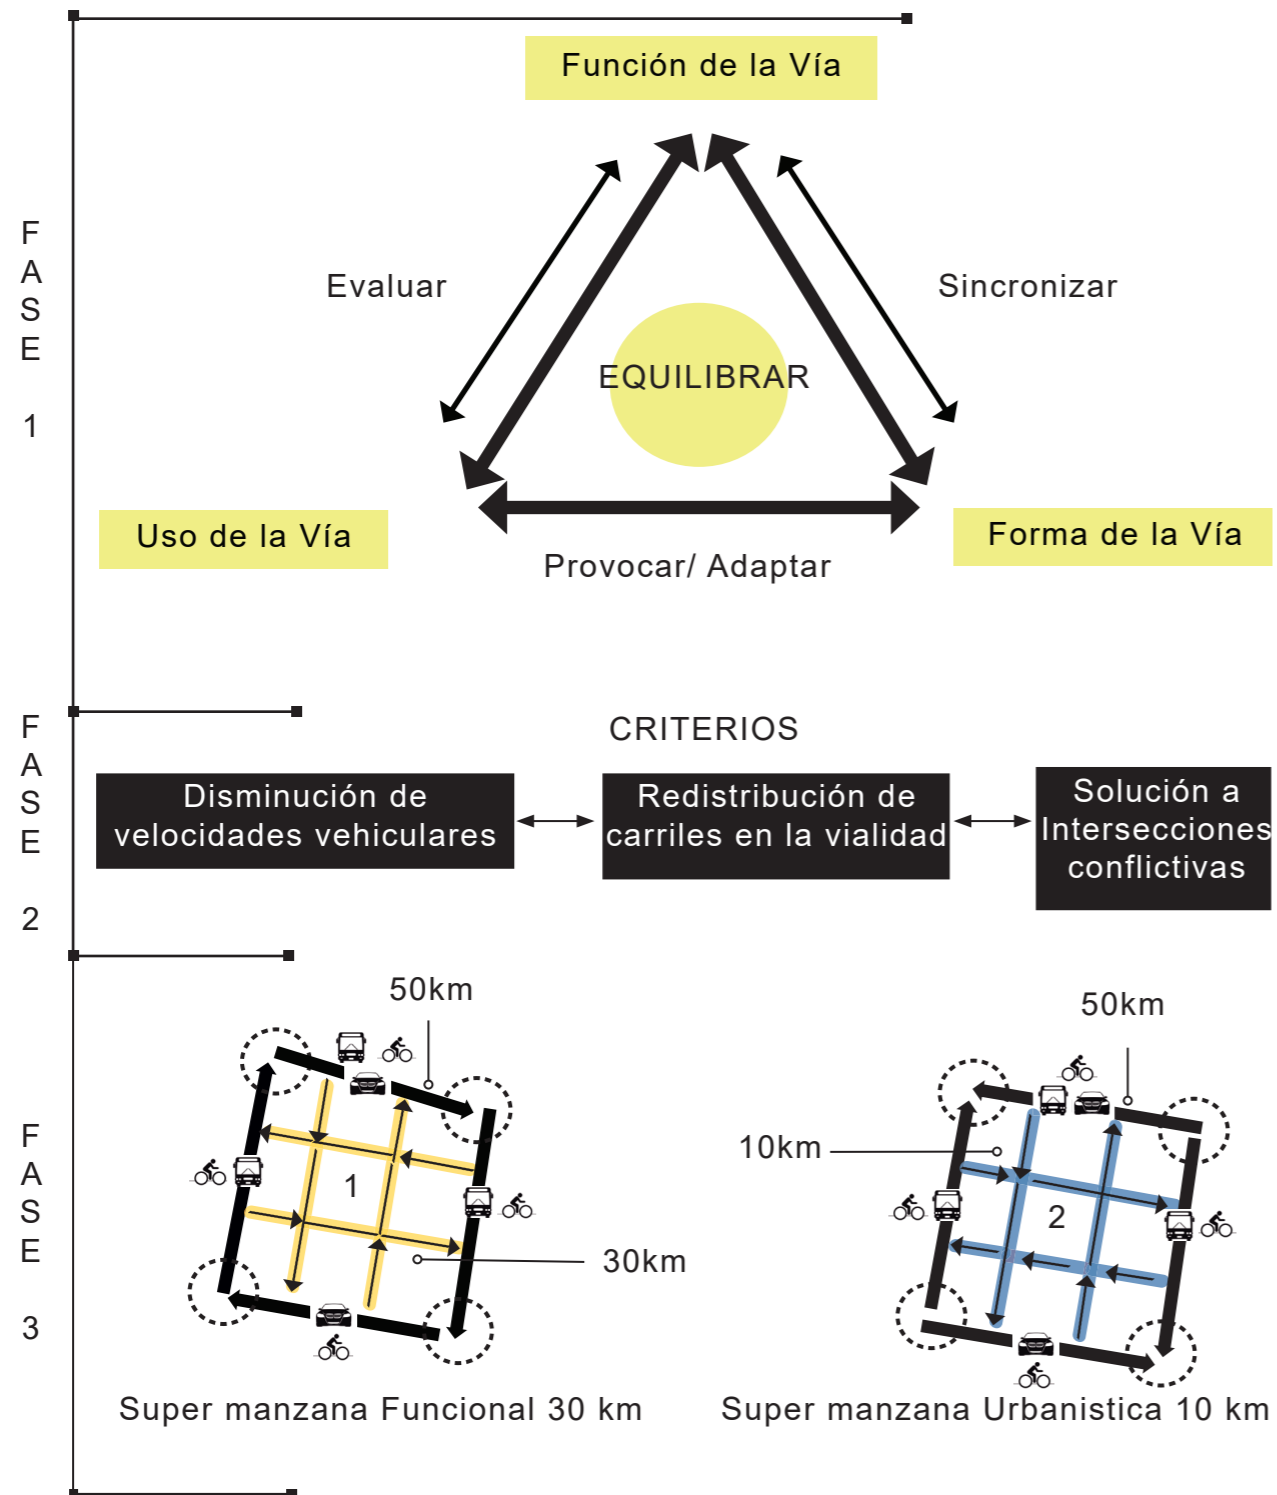 FASE 1
Función de la Vía
Evaluar
Sincronizar
EQUILIBRAR
Uso de la Vía
Forma de la Vía
Provocar/ Adaptar
FASE 2
CRITERIOS
Disminución de
velocidades vehiculares
Redistribución de
carriles en la vialidad
Solución a
Intersecciones
conflictivas
FASE 3
50km
1
30km
Super manzana Funcional 30 km
50km
10km
2
Super manzana Urbanistica 10 km